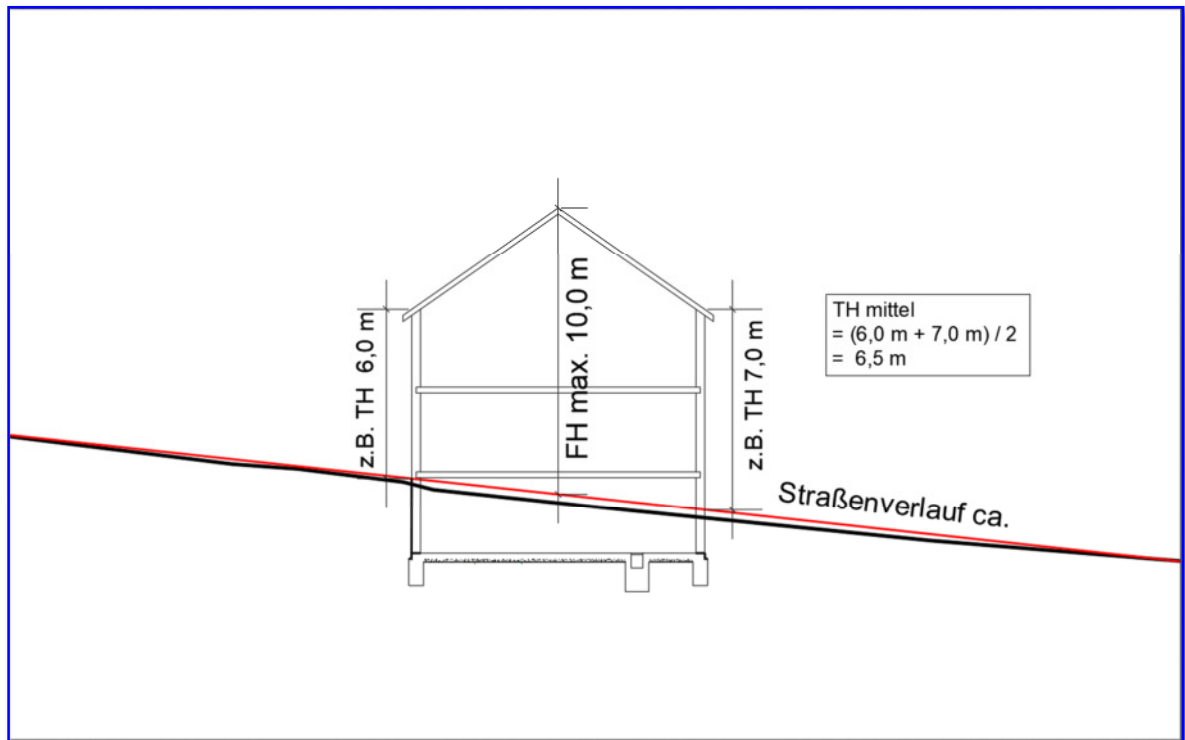 z.B. TH 6,0 m
FH max. 10,0 m
z.B. TH 7,0 m
TH mittel
= (6,0 m + 7,0 m) / 2
= 6,5 m
Straßenverlauf ca.